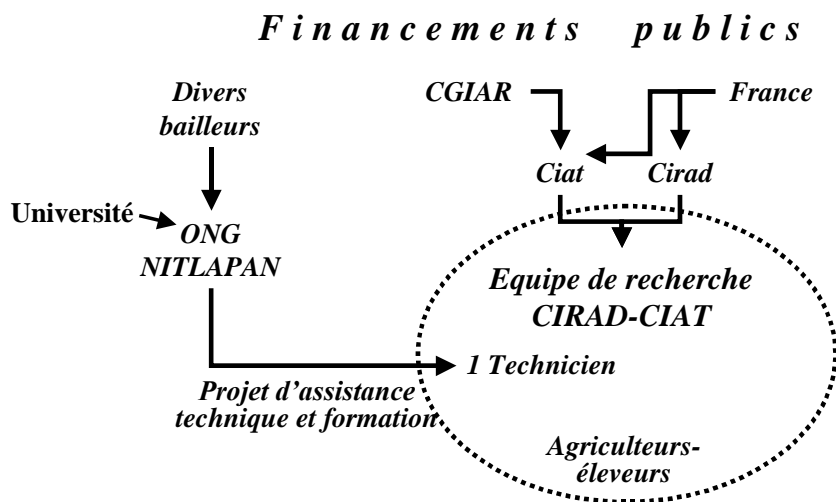 Financements publics
Divers
bailleurs
CGIAR
France
Ciat
Cirad
Université
ONG
NITLAPAN
Equipe de recherche
CIRAD-CIAT
1 Technicien
Projet d’assistance
technique et formation
Agriculteurs-
éleveurs